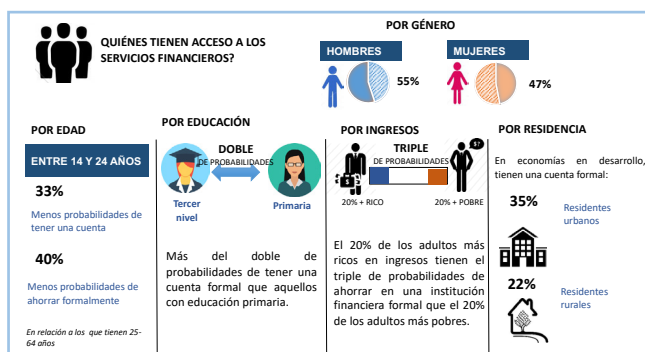 QUIÉNES TIENEN ACCESO A LOS
SERVICIOS FINANCIEROS?
POR GÉNERO
HOMBRES
55%
MUJERES
47%
POR EDAD
ENTRE 14 Y 24 AÑOS
33%
Menos probabilidades de
tener una cuenta
40%
Menos probabilidades de
ahorrar formalmente
En relación a los que tienen 25-
64 años
POR EDUCACIÓN
DOBLE
DE PROBABILIDADES
Tercer
nivel
Primaria
Más del doble de
probabilidades de tener una
cuenta formal que aquellos
con educación primaria.
POR INGRESOS
TRIPLE
DE PROBABILIDADES
$?
20% + RICO
20% + POBRE
El 20% de los adultos más
ricos en ingresos tienen el
triple de probabilidades de
ahorrar en una institución
financiera formal que el 20%
de los adultos más pobres.
POR RESIDENCIA
En economías en desarrollo,
tienen una cuenta formal:
35%
Residentes
urbanos
22%
Residentes
rurales